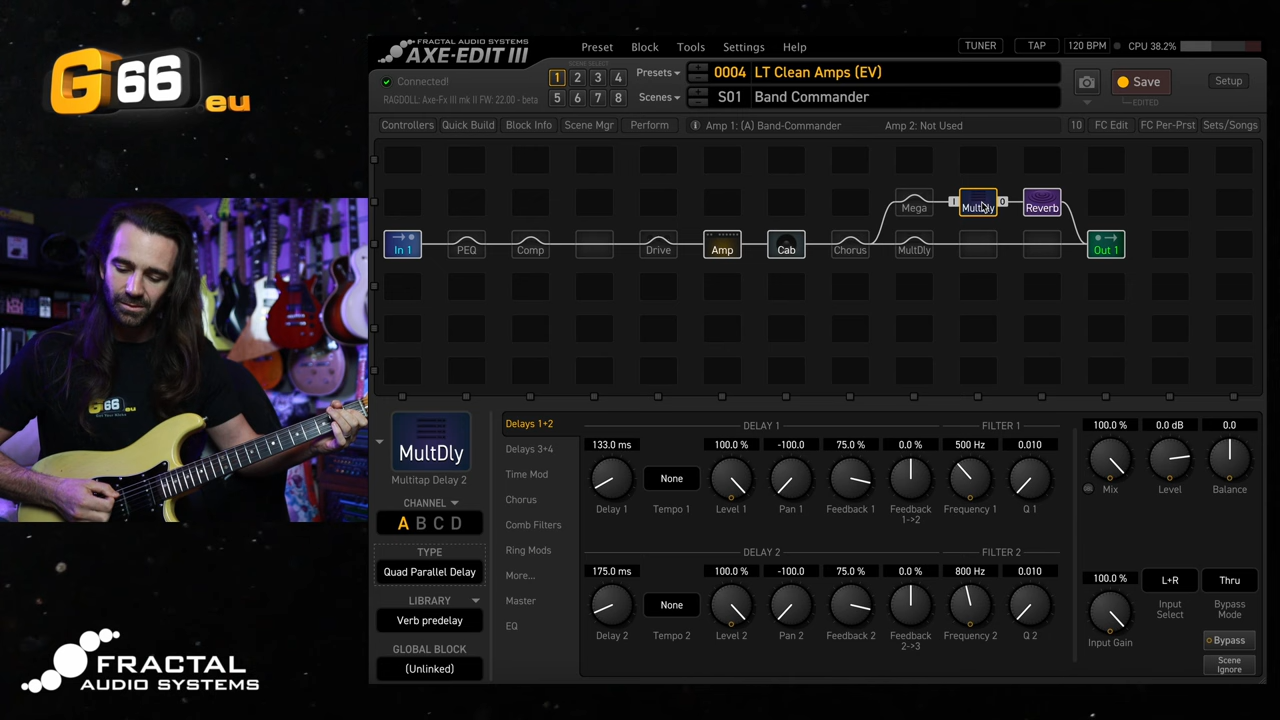 G66
.eu
FRACTAL AUDIO SYSTEMS
AXE-EDIT III
Preset Block Tools Settings Help
TUNER TAP 120 BPM CPU 38.2%
Connected!
RAGDOLL: Axe-Fx III mk II FW: 22.00 - beta
SCENE SELECT
1 2 3 4
5 6 7 8
Presets 0004 LT Clean Amps (EV)
Scenes S01 Band Commander
Save
EDITED
Setup
Controllers Quick Build Block Info Scene Mgr Perform
Amp 1: (A) Band-Commander Amp 2: Not Used
10 FC Edit FC Per-Prst Sets/Songs
Mega I MultDly O Reverb
In 1 PEQ Comp Drive Amp Cab Chorus MultDly Out 1
G66.eu
Got Your Kicks
MultDly
Multitap Delay 2
CHANNEL
A B C D
TYPE
Quad Parallel Delay
LIBRARY
Verb predelay
GLOBAL BLOCK
(Unlinked)
Delays 1+2
Delays 3+4
Time Mod
Chorus
Comb Filters
Ring Mods
More...
Master
EQ
DELAY 1 FILTER 1
133.0 ms 100.0 % -100.0 75.0 % 0.0 % 500 Hz 0.010
None
Delay 1 Tempo 1 Level 1 Pan 1 Feedback 1 Feedback 1->2 Frequency 1 Q 1
DELAY 2 FILTER 2
175.0 ms 100.0 % -100.0 75.0 % 0.0 % 800 Hz 0.010
None
Delay 2 Tempo 2 Level 2 Pan 2 Feedback 2 Feedback 2->3 Frequency 2 Q 2
100.0 % 0.0 dB 0.0
Mix Level Balance
100.0 % L+R Thru
Input Gain Input Select Bypass Mode
Bypass
Scene Ignore
FRACTAL
AUDIO SYSTEMS